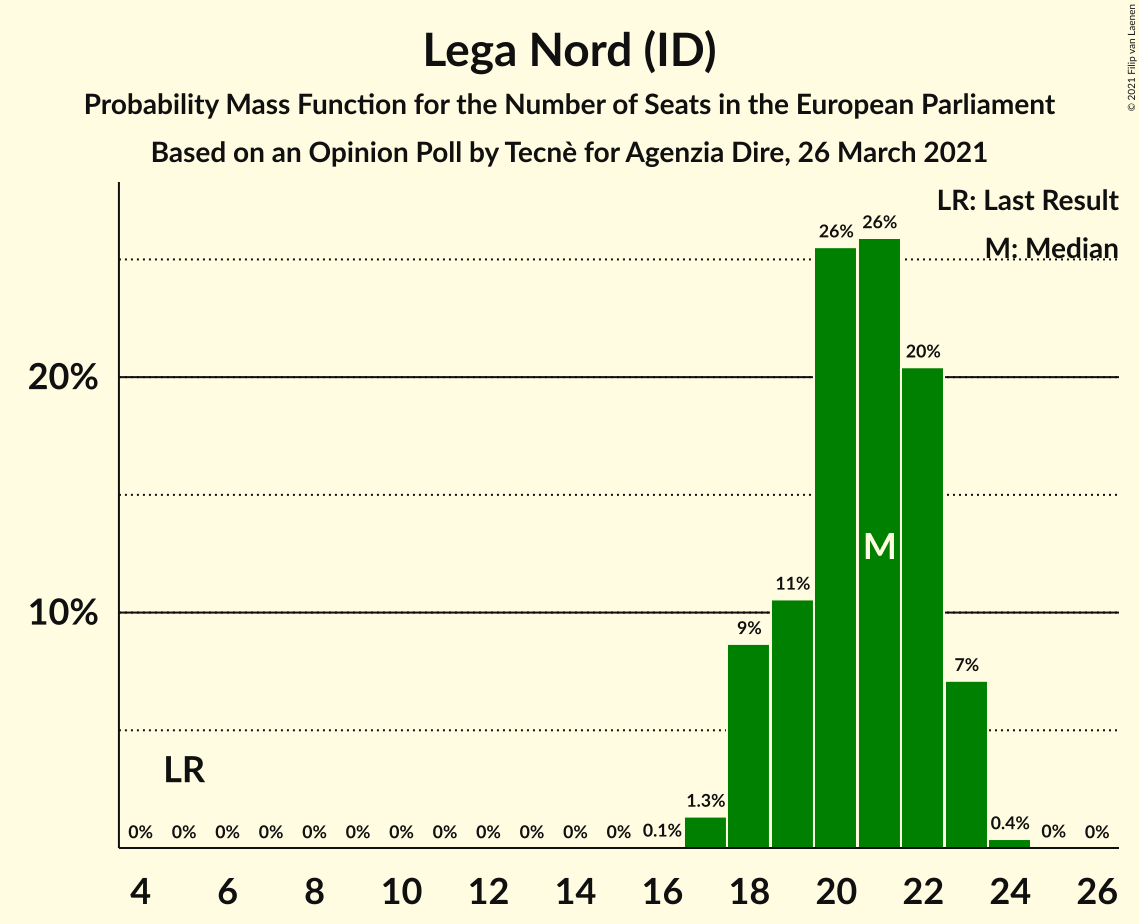 Lega Nord (ID)
Probability Mass Function for the Number of Seats in the European Parliament
Based on an Opinion Poll by Tecnè for Agenzia Dire, 26 March 2021
© 2021 Filip van Laenen
LR: Last Result
M: Median
26% 26%
20%
20%
M
11%
10%
9%
7%
LR
1.3%
0% 0% 0% 0% 0% 0% 0% 0% 0% 0% 0% 0% 0.1% 0.4% 0% 0%
4 6 8 10 12 14 16 18 20 22 24 26